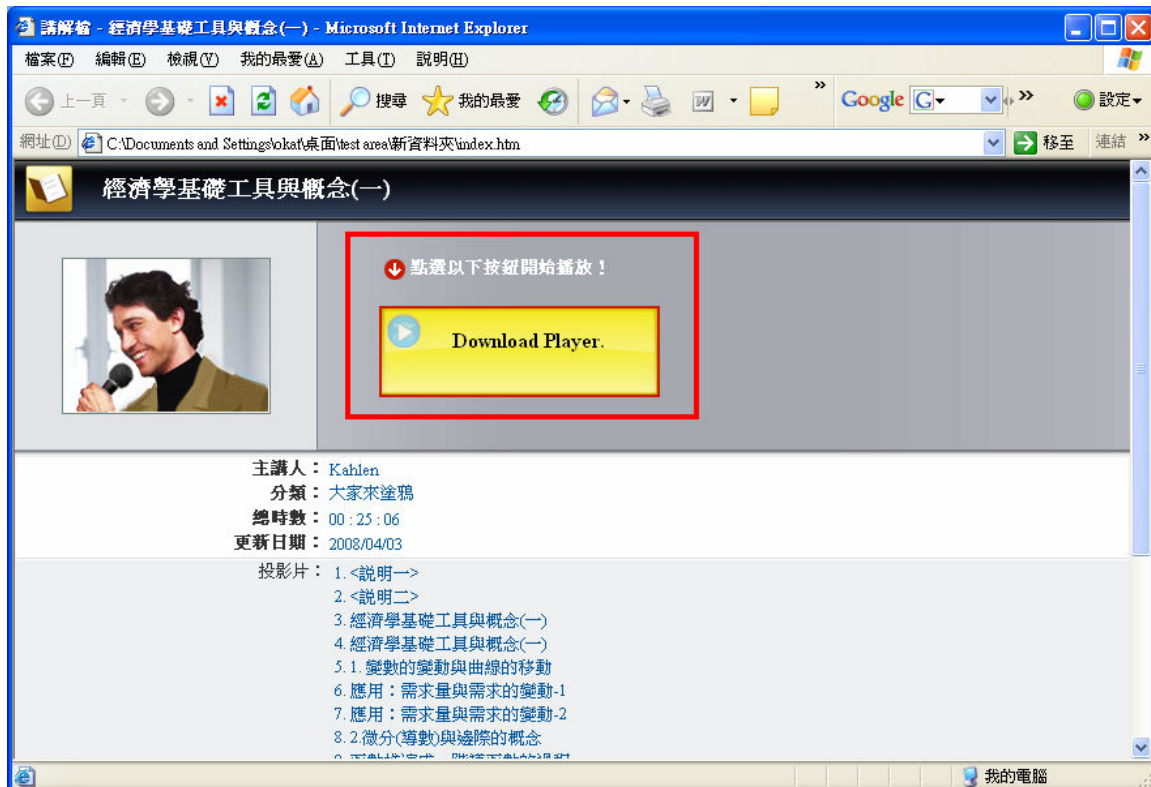 講解檔 - 經濟學基礎工具與概念(一) - Microsoft Internet Explorer
檔案(F) 編輯(E) 檢視(V) 我的最愛(A) 工具(T) 說明(H)
上一頁 搜尋 我的最愛 » Google G » 設定
網址(D) C:\Documents and Settings\okat\桌面\test area\新資料夾\index.htm 移至 連結 »
經濟學基礎工具與概念(一)
點選以下按鈕開始播放！
Download Player.
主講人： Kahlen
分類： 大家來塗鴉
總時數： 00 : 25 : 06
更新日期： 2008/04/03
投影片： 1. <說明一>
2. <說明二>
3. 經濟學基礎工具與概念(一)
4. 經濟學基礎工具與概念(一)
5. 1. 變數的變動與曲線的移動
6. 應用：需求量與需求的變動-1
7. 應用：需求量與需求的變動-2
8. 2.微分(導數)與邊際的概念
我的電腦